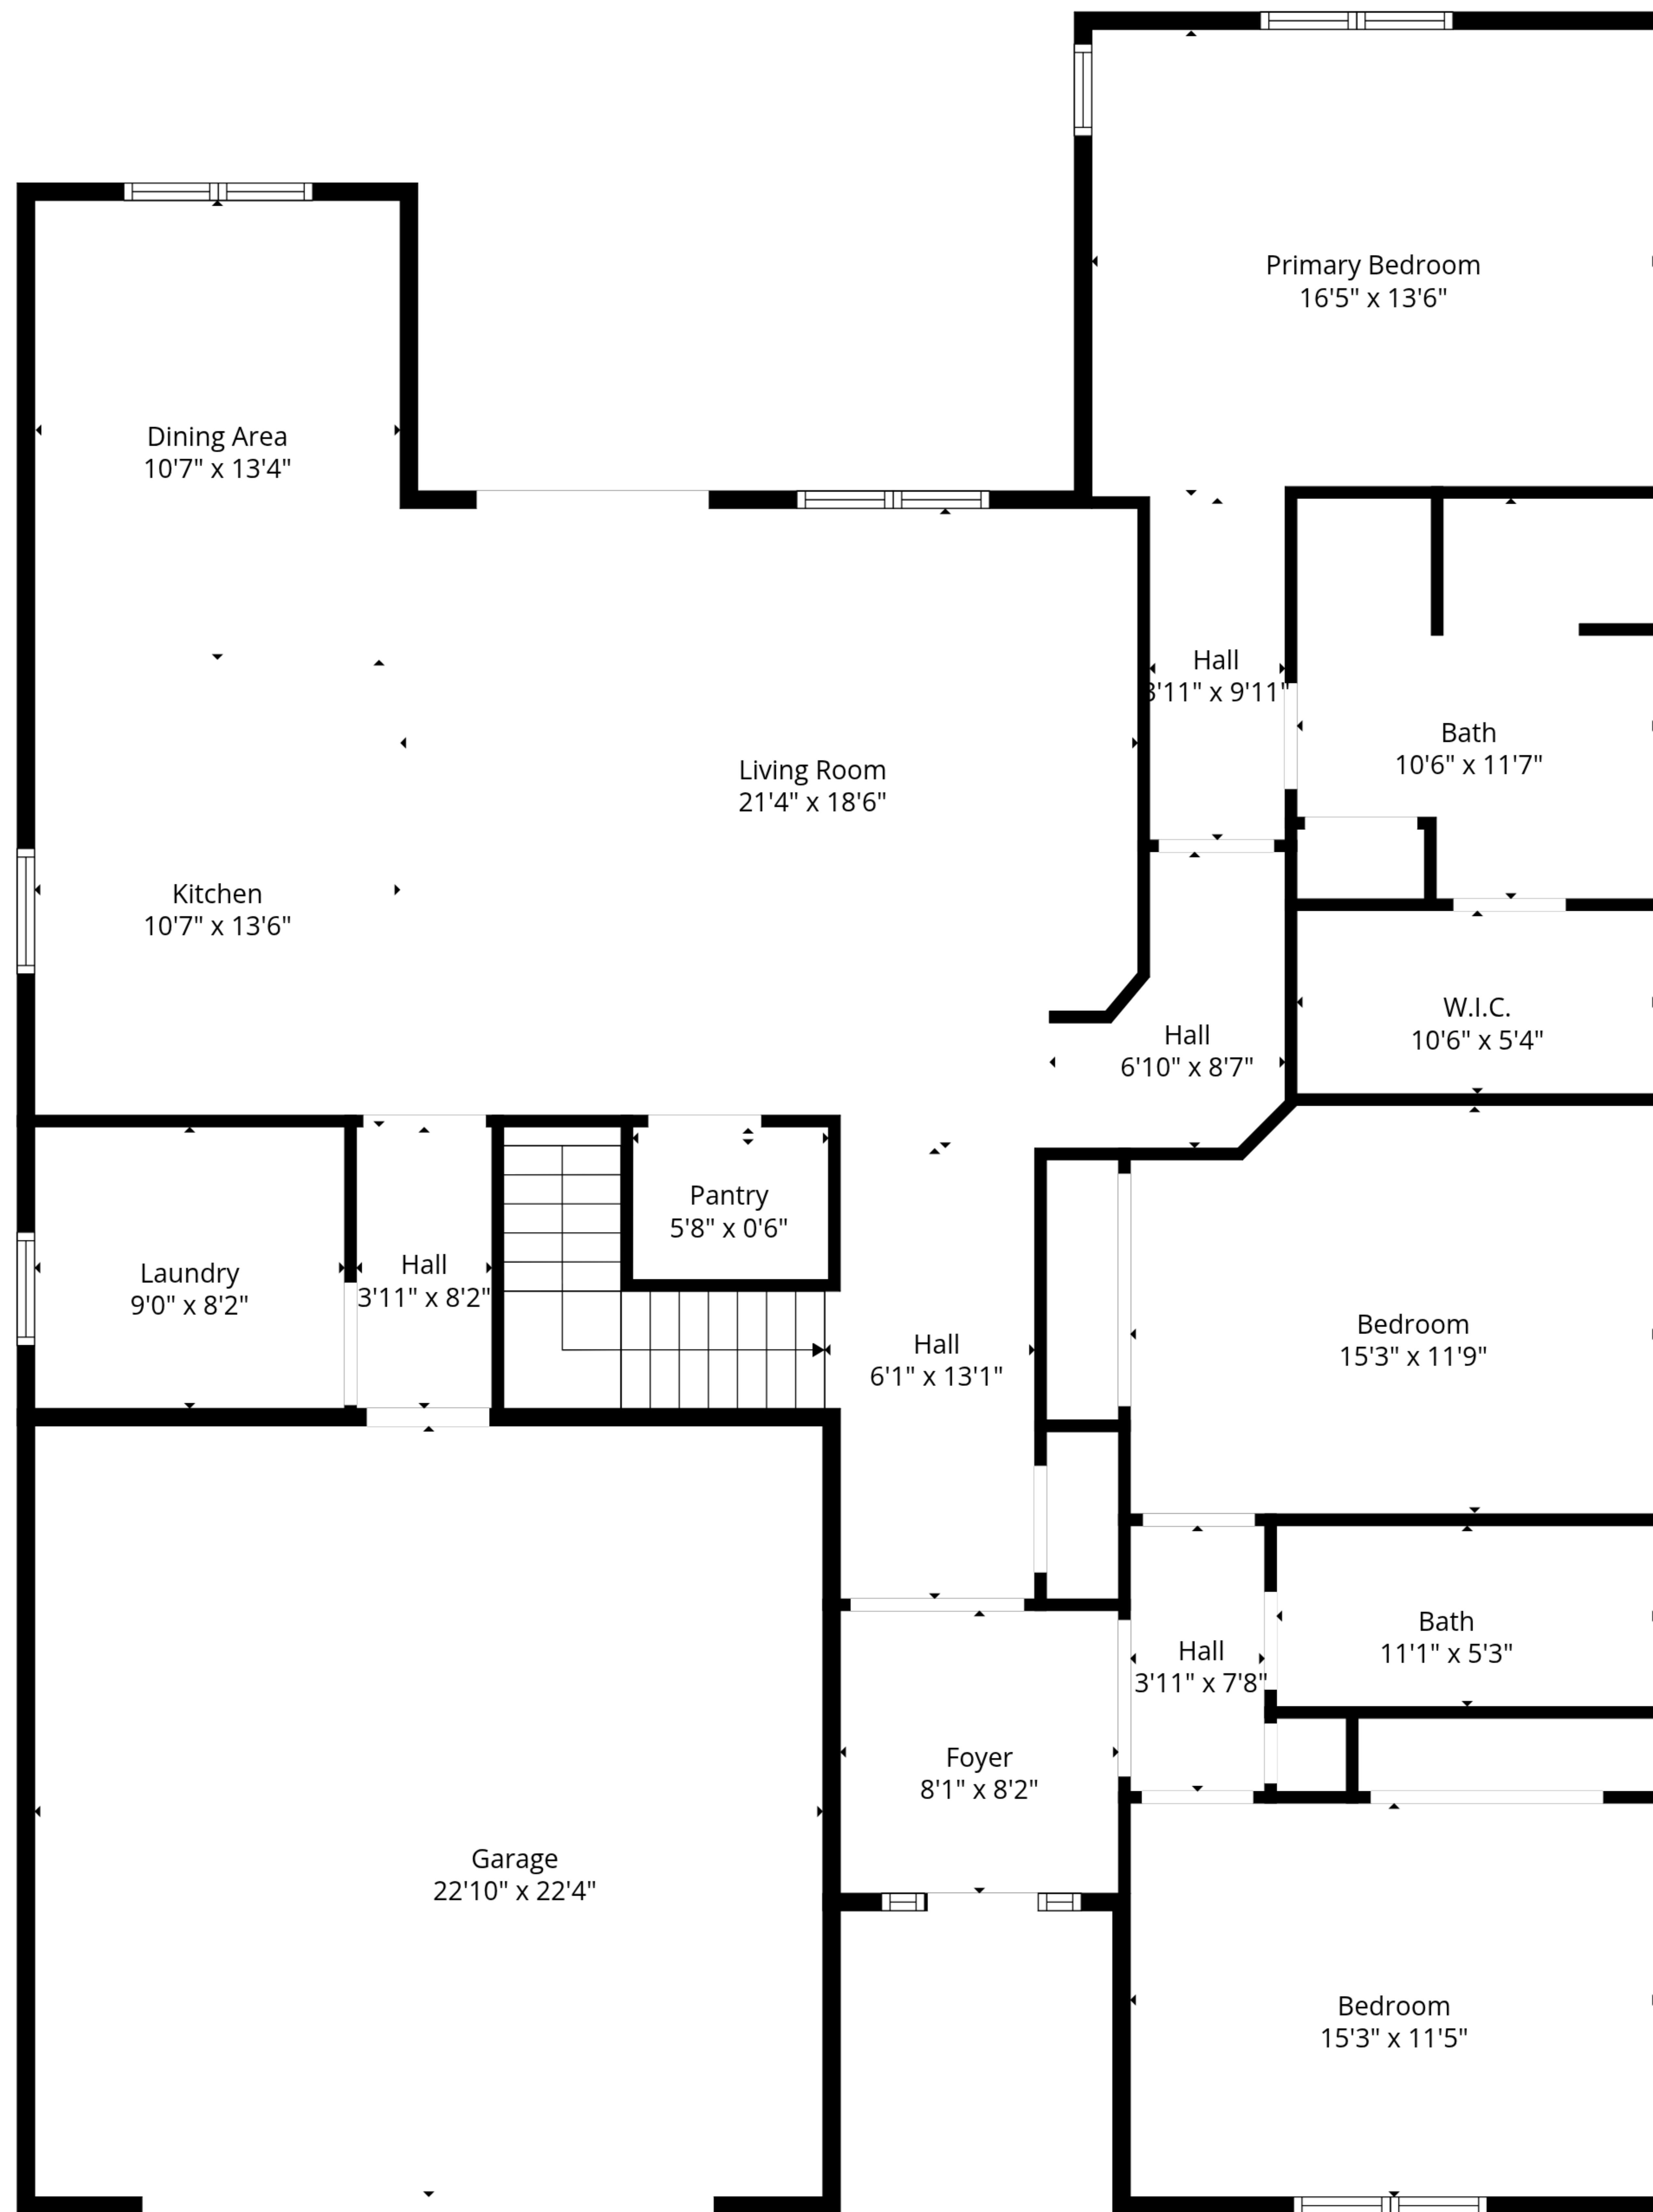 Primary Bedroom
16'5" x 13'6"
Dining Area
10'7" x 13'4"
Hall
3'11" x 9'11"
Bath
10'6" x 11'7"
Living Room
21'4" x 18'6"
Kitchen
10'7" x 13'6"
W.I.C.
10'6" x 5'4"
Hall
6'10" x 8'7"
Pantry
5'8" x 0'6"
Laundry
9'0" x 8'2"
Hall
3'11" x 8'2"
Hall
6'1" x 13'1"
Bedroom
15'3" x 11'9"
Bath
11'1" x 5'3"
Hall
3'11" x 7'8"
Foyer
8'1" x 8'2"
Garage
22'10" x 22'4"
Bedroom
15'3" x 11'5"